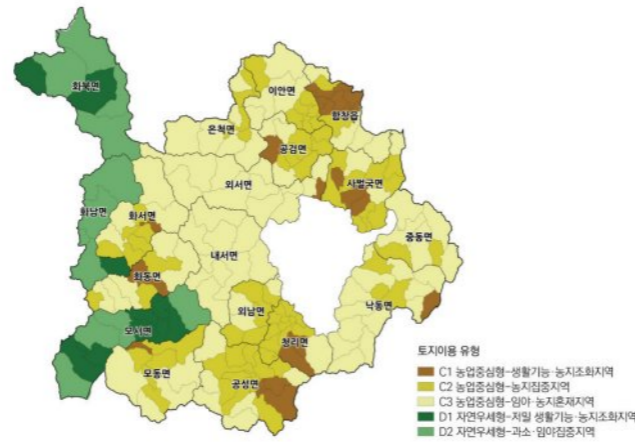 화북면
이안면
함창읍
은척면
공검면
외서면
사벌국면
화남면
화서면
중동면
내서면
화동면
낙동면
외남면
모서면
청리면
모동면
공성면
토지이용 유형
C1 농업중심형-생활기능·농지조화지역
C2 농업중심형-농지집중지역
C3 농업중심형-임야·농지혼재지역
D1 자연우세형-저밀 생활기능·농지조화지역
D2 자연우세형-과소·임야집중지역